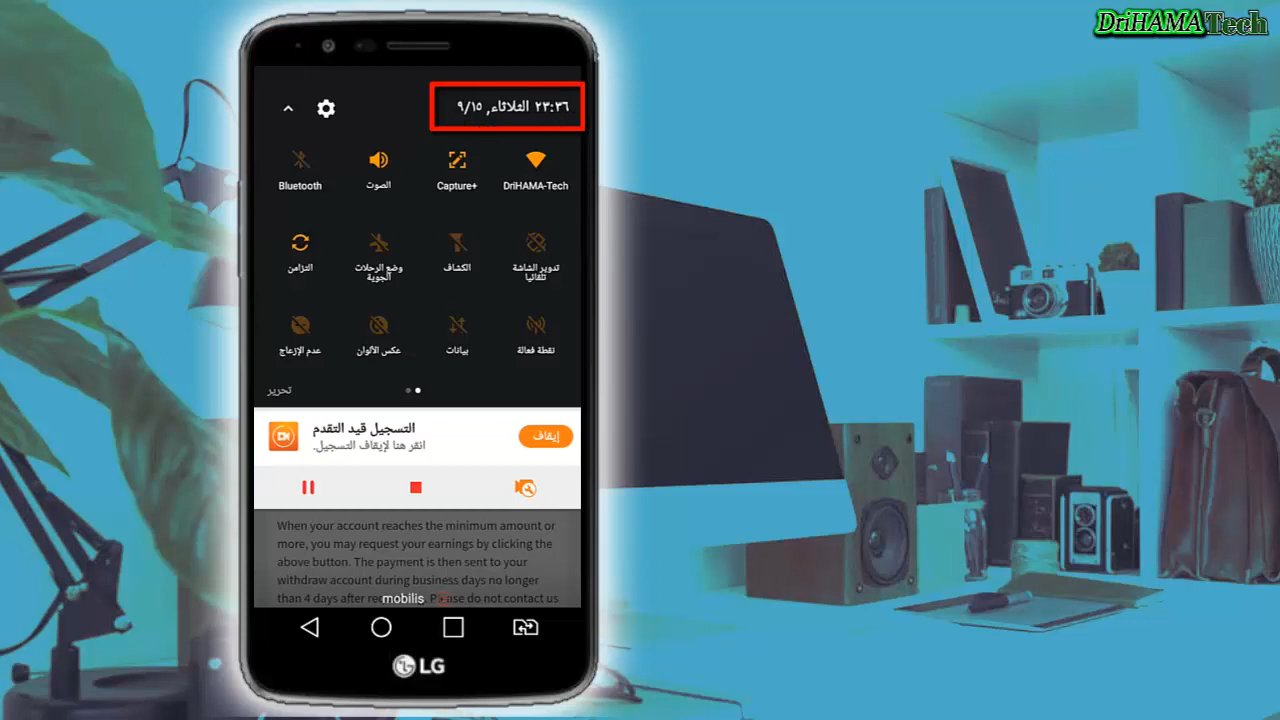 DriHAMA Tech
٢٣:٣٦ الثلاثاء, ٩/١٥
Bluetooth
الصوت
Capture+
DriHAMA-Tech
التزامن
وضع الرحلات
الجوية
الكشاف
تدوير الشاشة
تلقائيا
عدم الإزعاج
عكس الألوان
بيانات
نقطة فعالة
تحرير
التسجيل قيد التقدم
انقر هنا لإيقاف التسجيل.
إيقاف
When your account reaches the minimum amount or
more, you may request your earnings by clicking the
above button. The payment is then sent to your
withdraw account during business days no longer
than 4 days after Please do not contact us
mobilis
LG